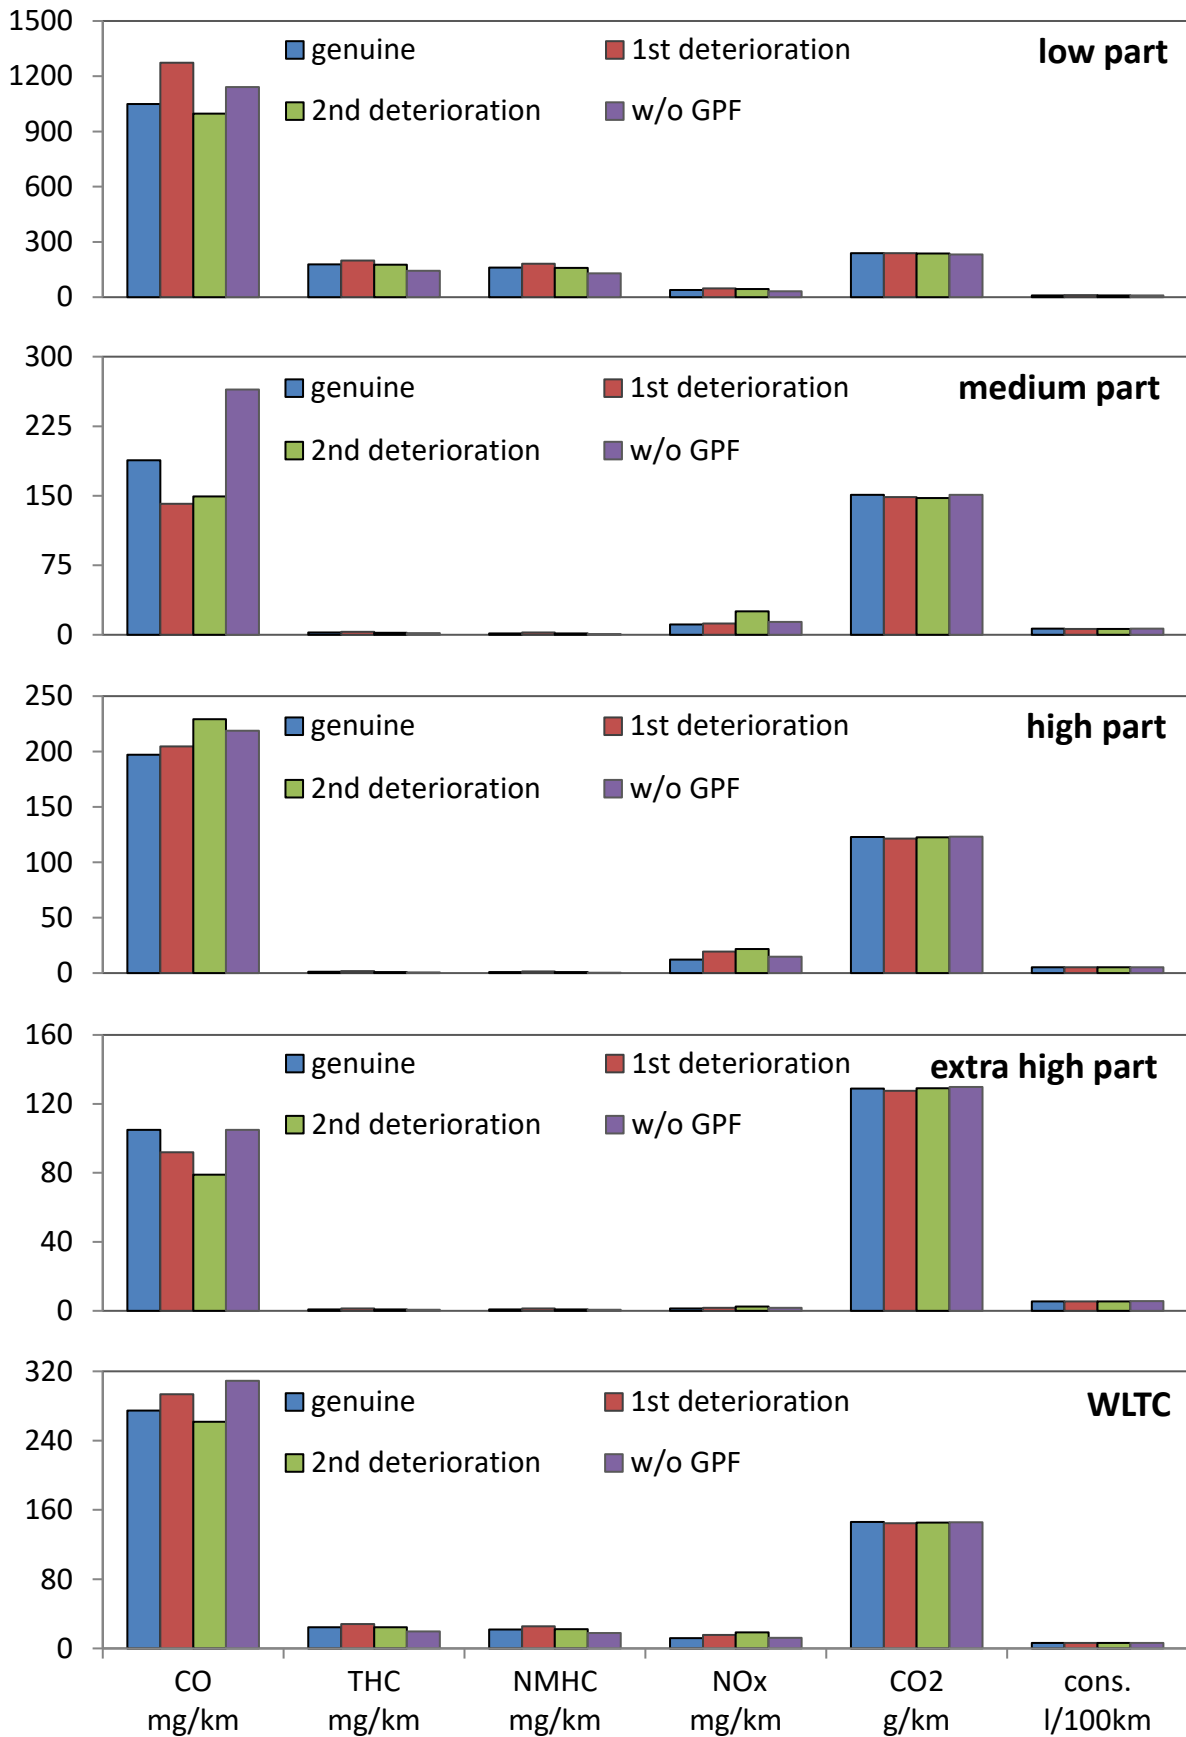 1500
1200
900
600
300
0
genuine
1st deterioration
low part
2nd deterioration
w/o GPF
300
225
150
75
0
genuine
1st deterioration
medium part
2nd deterioration
w/o GPF
250
200
150
100
50
0
genuine
1st deterioration
high part
2nd deterioration
w/o GPF
160
120
80
40
0
genuine
1st deterioration
extra high part
2nd deterioration
w/o GPF
320
240
160
80
0
genuine
1st deterioration
WLTC
2nd deterioration
w/o GPF
CO THC NMHC NOx CO2 cons.
mg/km mg/km mg/km mg/km g/km l/100km